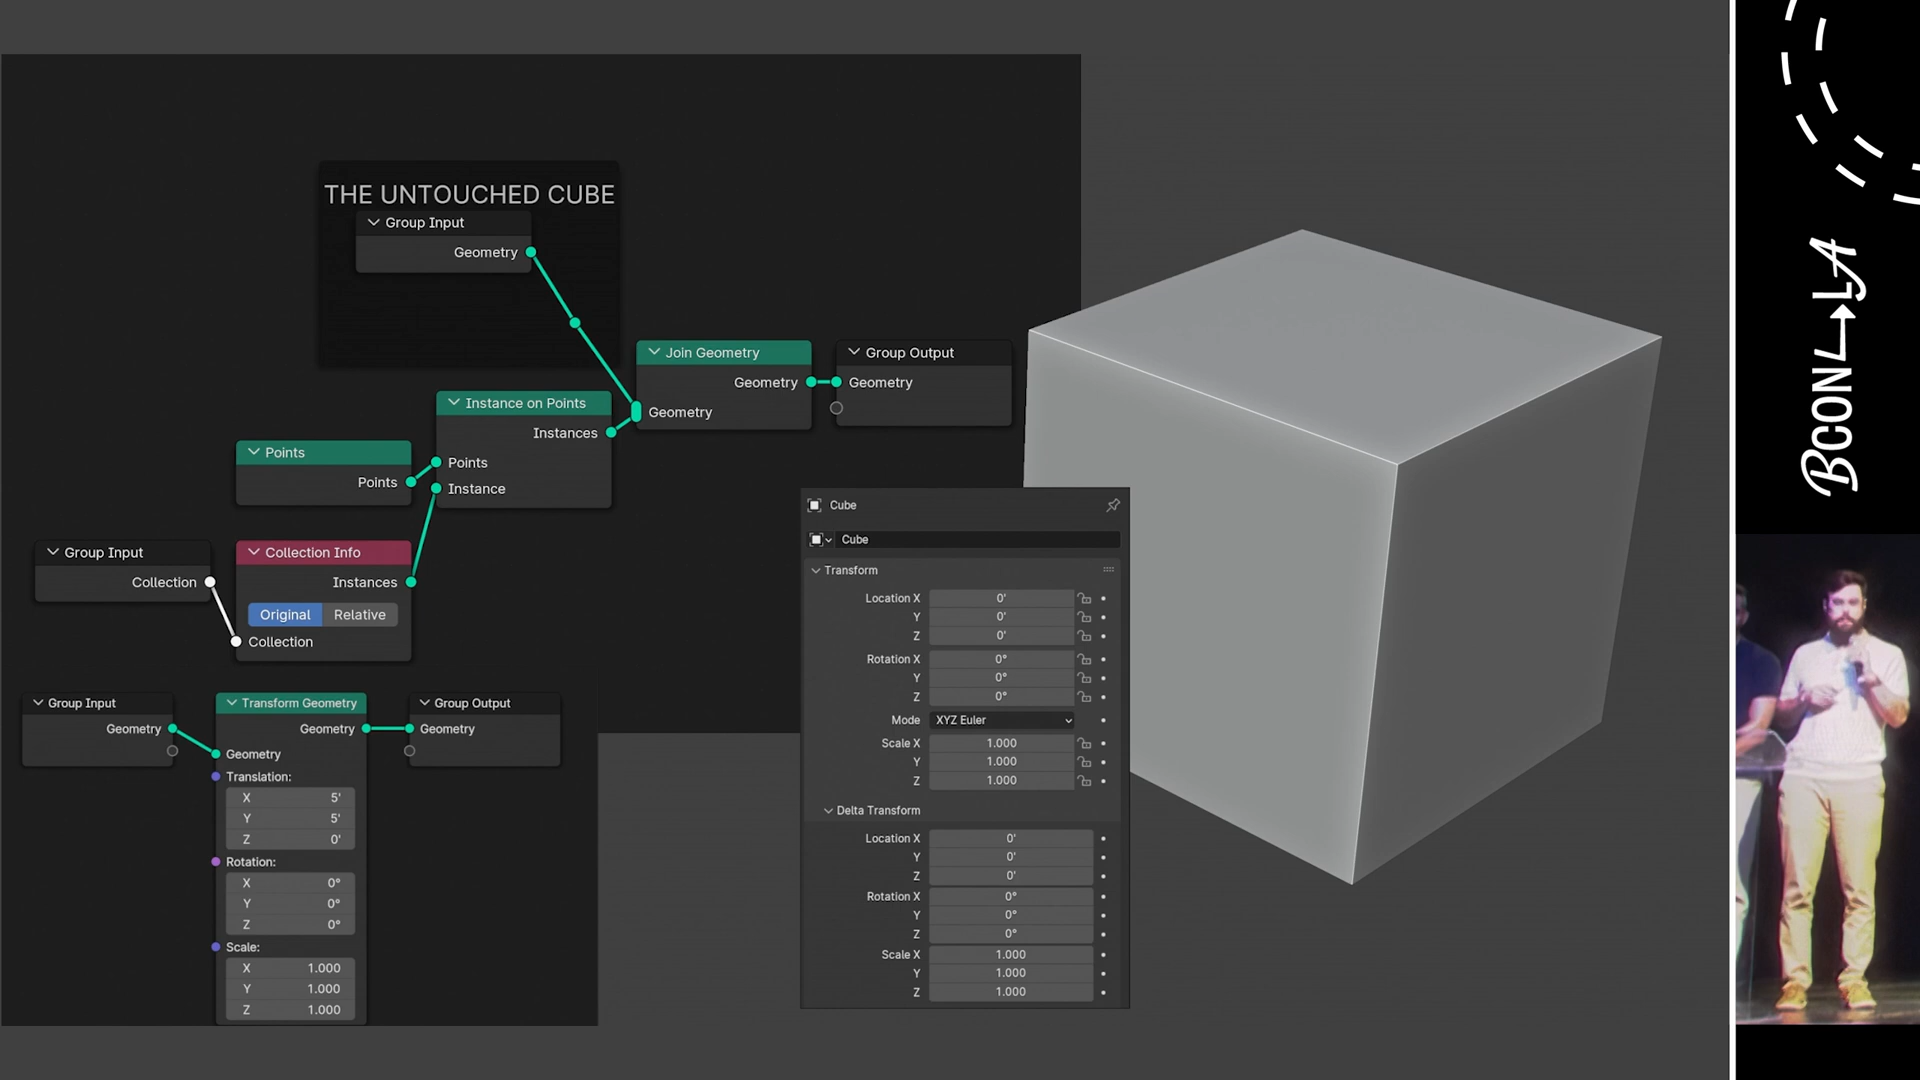 THE UNTOUCHED CUBE
Group Input
Geometry
Join Geometry
Geometry
Geometry
Group Output
Geometry
Instance on Points
Instances
Points
Instance
Points
Points
Group Input
Collection
Collection Info
Instances
Original Relative
Collection
Group Input
Geometry
Transform Geometry
Geometry
Geometry
Translation:
X 5'
Y 5'
Z 0'
Rotation:
X 0°
Y 0°
Z 0°
Scale:
X 1.000
Y 1.000
Z 1.000
Group Output
Geometry
Cube
Cube
Transform
Location X 0'
Y 0'
Z 0'
Rotation X 0°
Y 0°
Z 0°
Mode XYZ Euler
Scale X 1.000
Y 1.000
Z 1.000
Delta Transform
Location X 0'
Y 0'
Z 0'
Rotation X 0°
Y 0°
Z 0°
Scale X 1.000
Y 1.000
Z 1.000
BCON LA